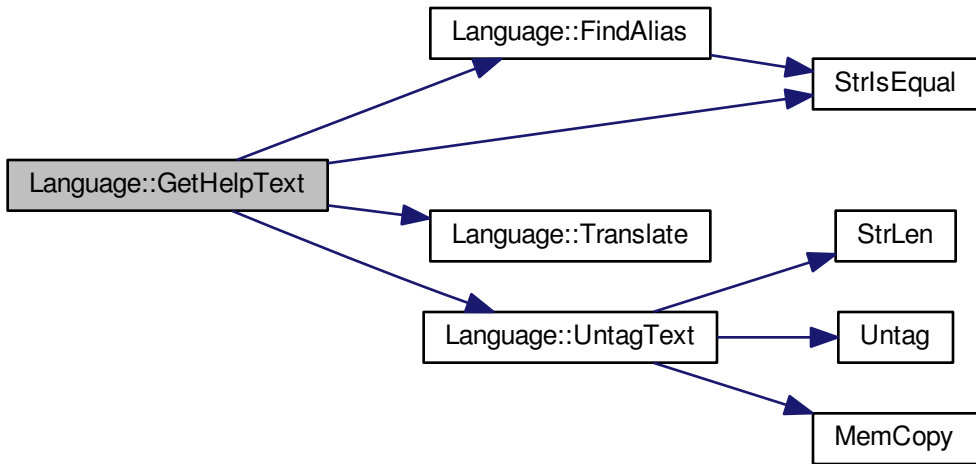 Language::FindAlias
StrIsEqual
Language::GetHelpText
Language::Translate
StrLen
Language::UntagText
Untag
MemCopy